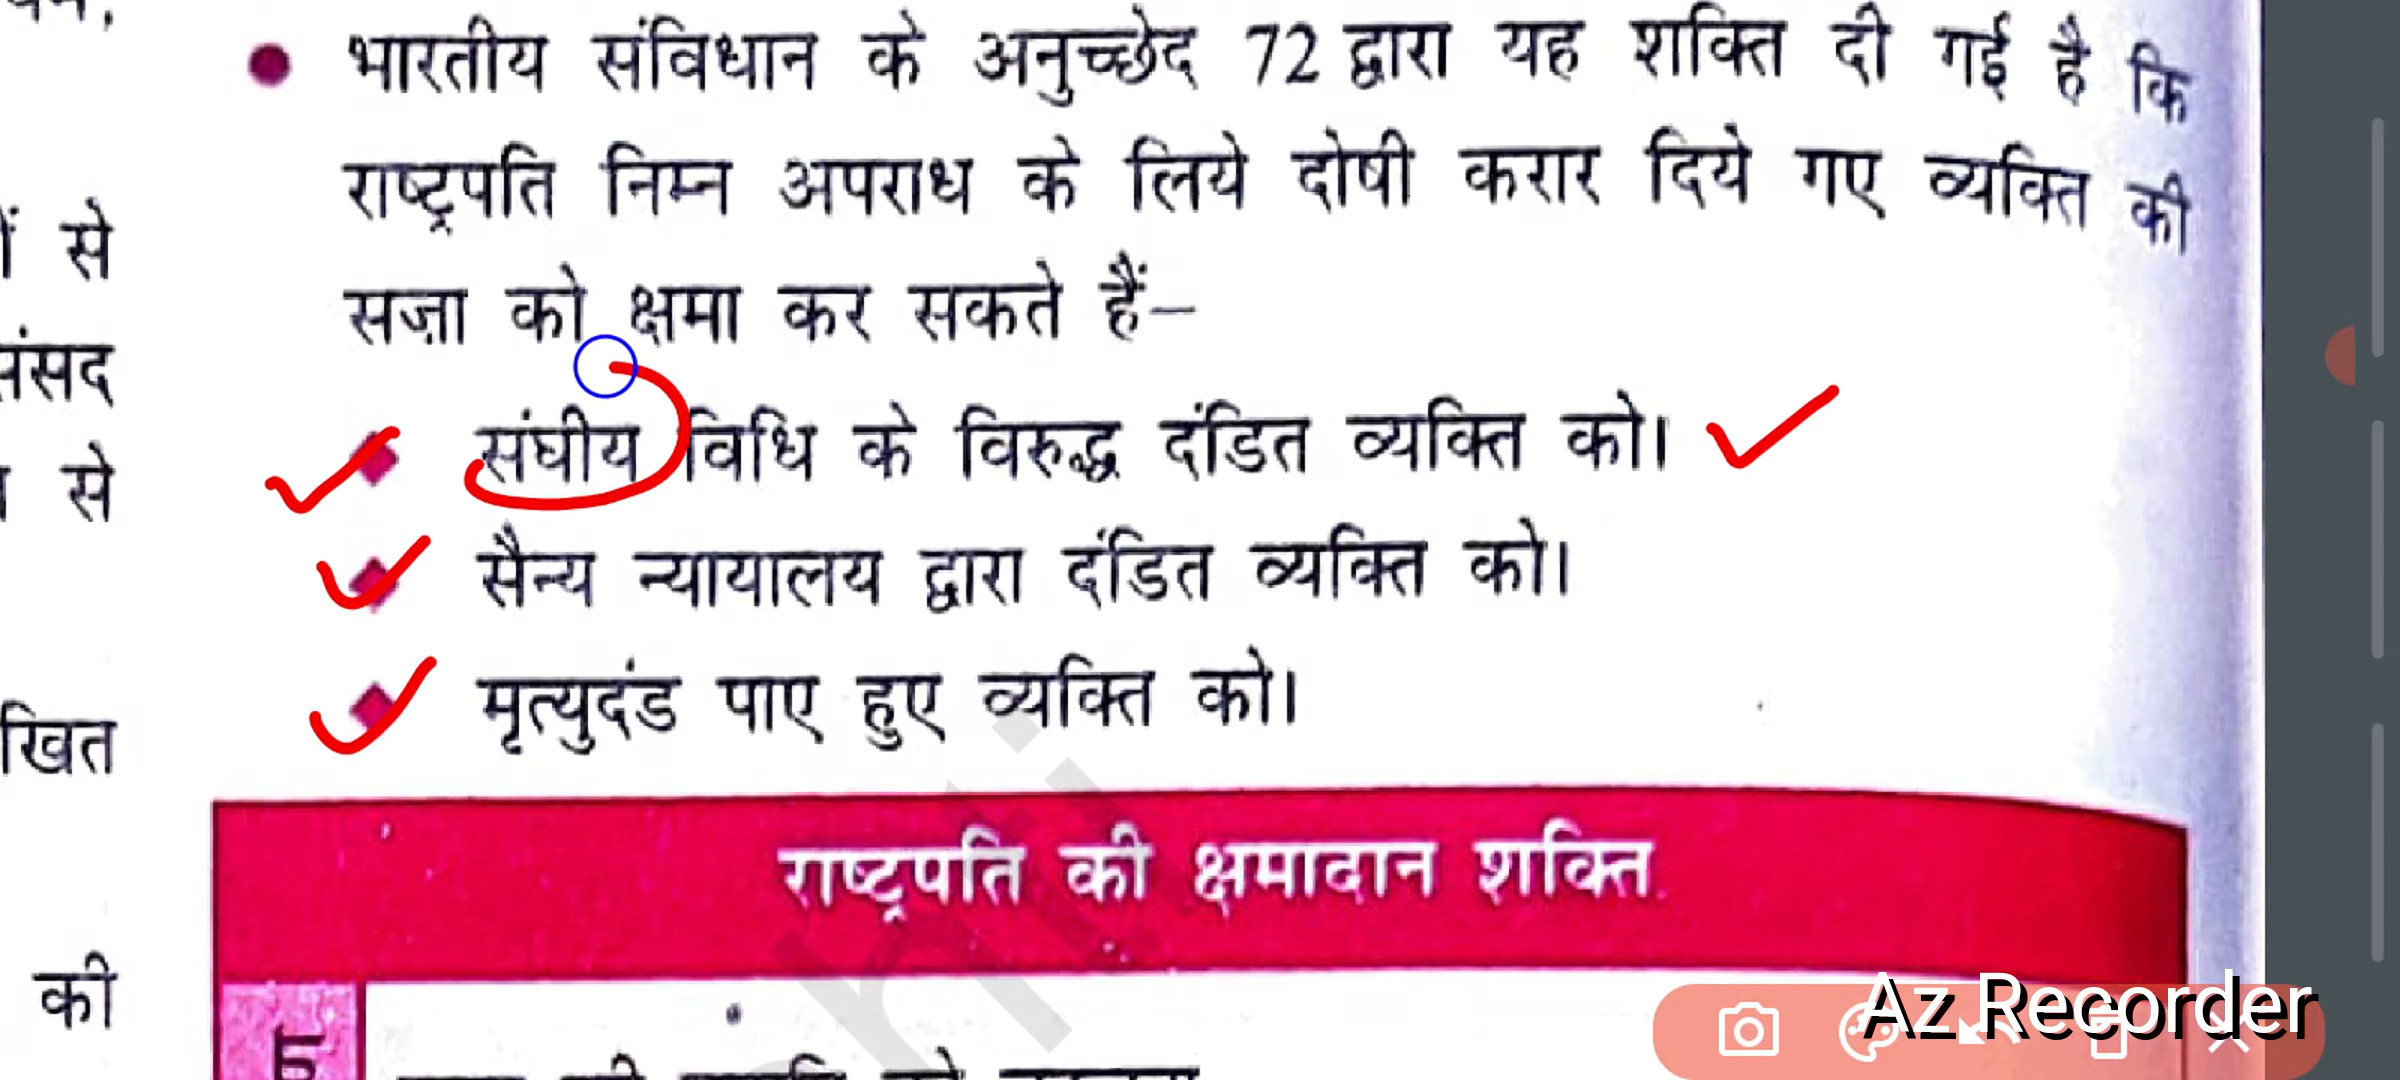 भारतीय संविधान के अनुच्छेद 72 द्वारा यह शक्ति दी गई है कि
राष्ट्रपति निम्न अपराध के लिये दोषी करार दिये गए व्यक्ति की
सज़ा को क्षमा कर सकते हैं–
संघीय विधि के विरुद्ध दंडित व्यक्ति को।
सैन्य न्यायालय द्वारा दंडित व्यक्ति को।
मृत्युदंड पाए हुए व्यक्ति को।
राष्ट्रपति की क्षमादान शक्ति
से
संसद
से
की
Az Recorder